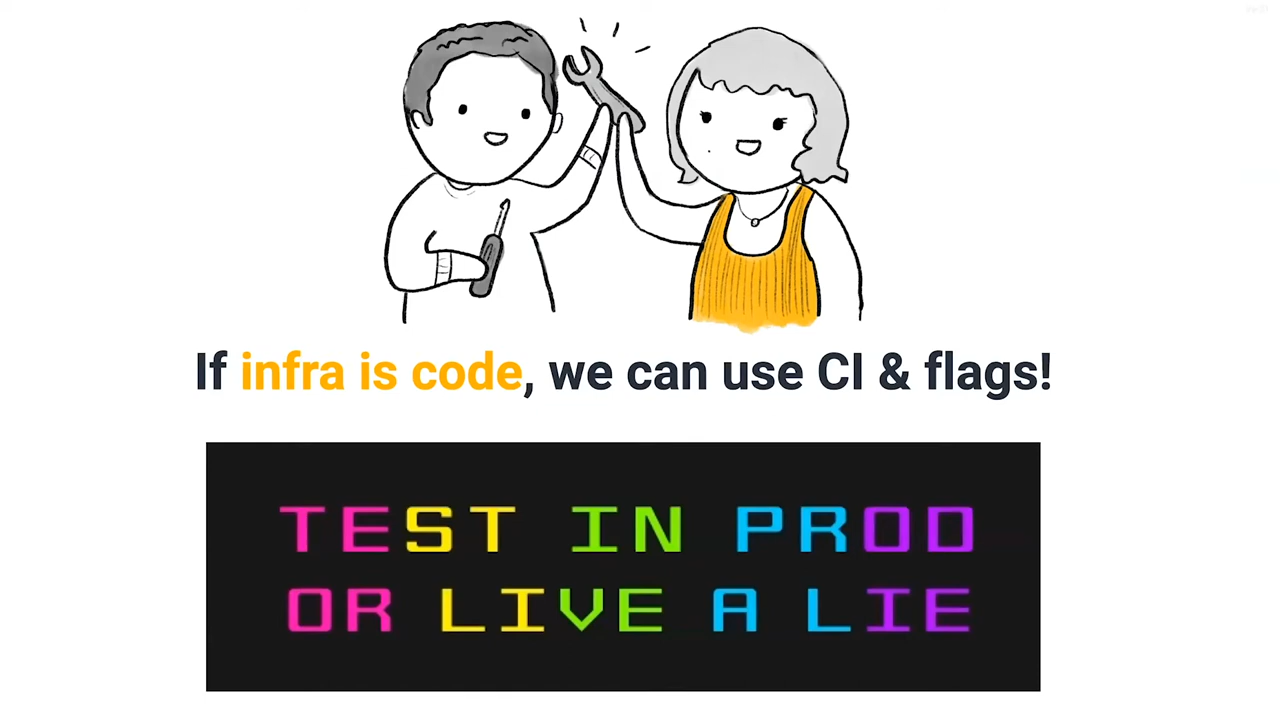 If infra is code, we can use CI & flags!
TEST IN PROD
OR LIVE A LIE